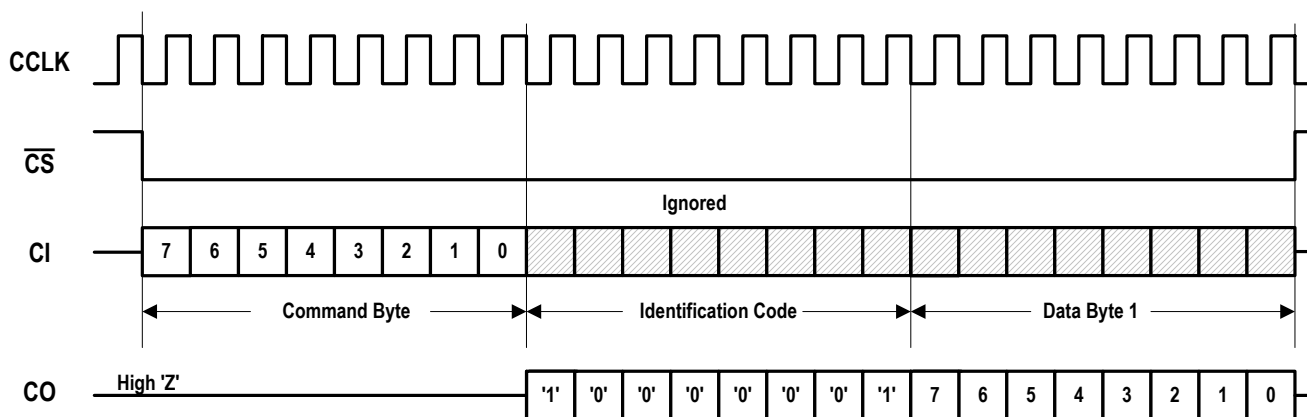 CCLK
CS
Ignored
CI 7 6 5 4 3 2 1 0
Command Byte Identification Code Data Byte 1
High 'Z'
CO '1' '0' '0' '0' '0' '0' '0' '1' 7 6 5 4 3 2 1 0